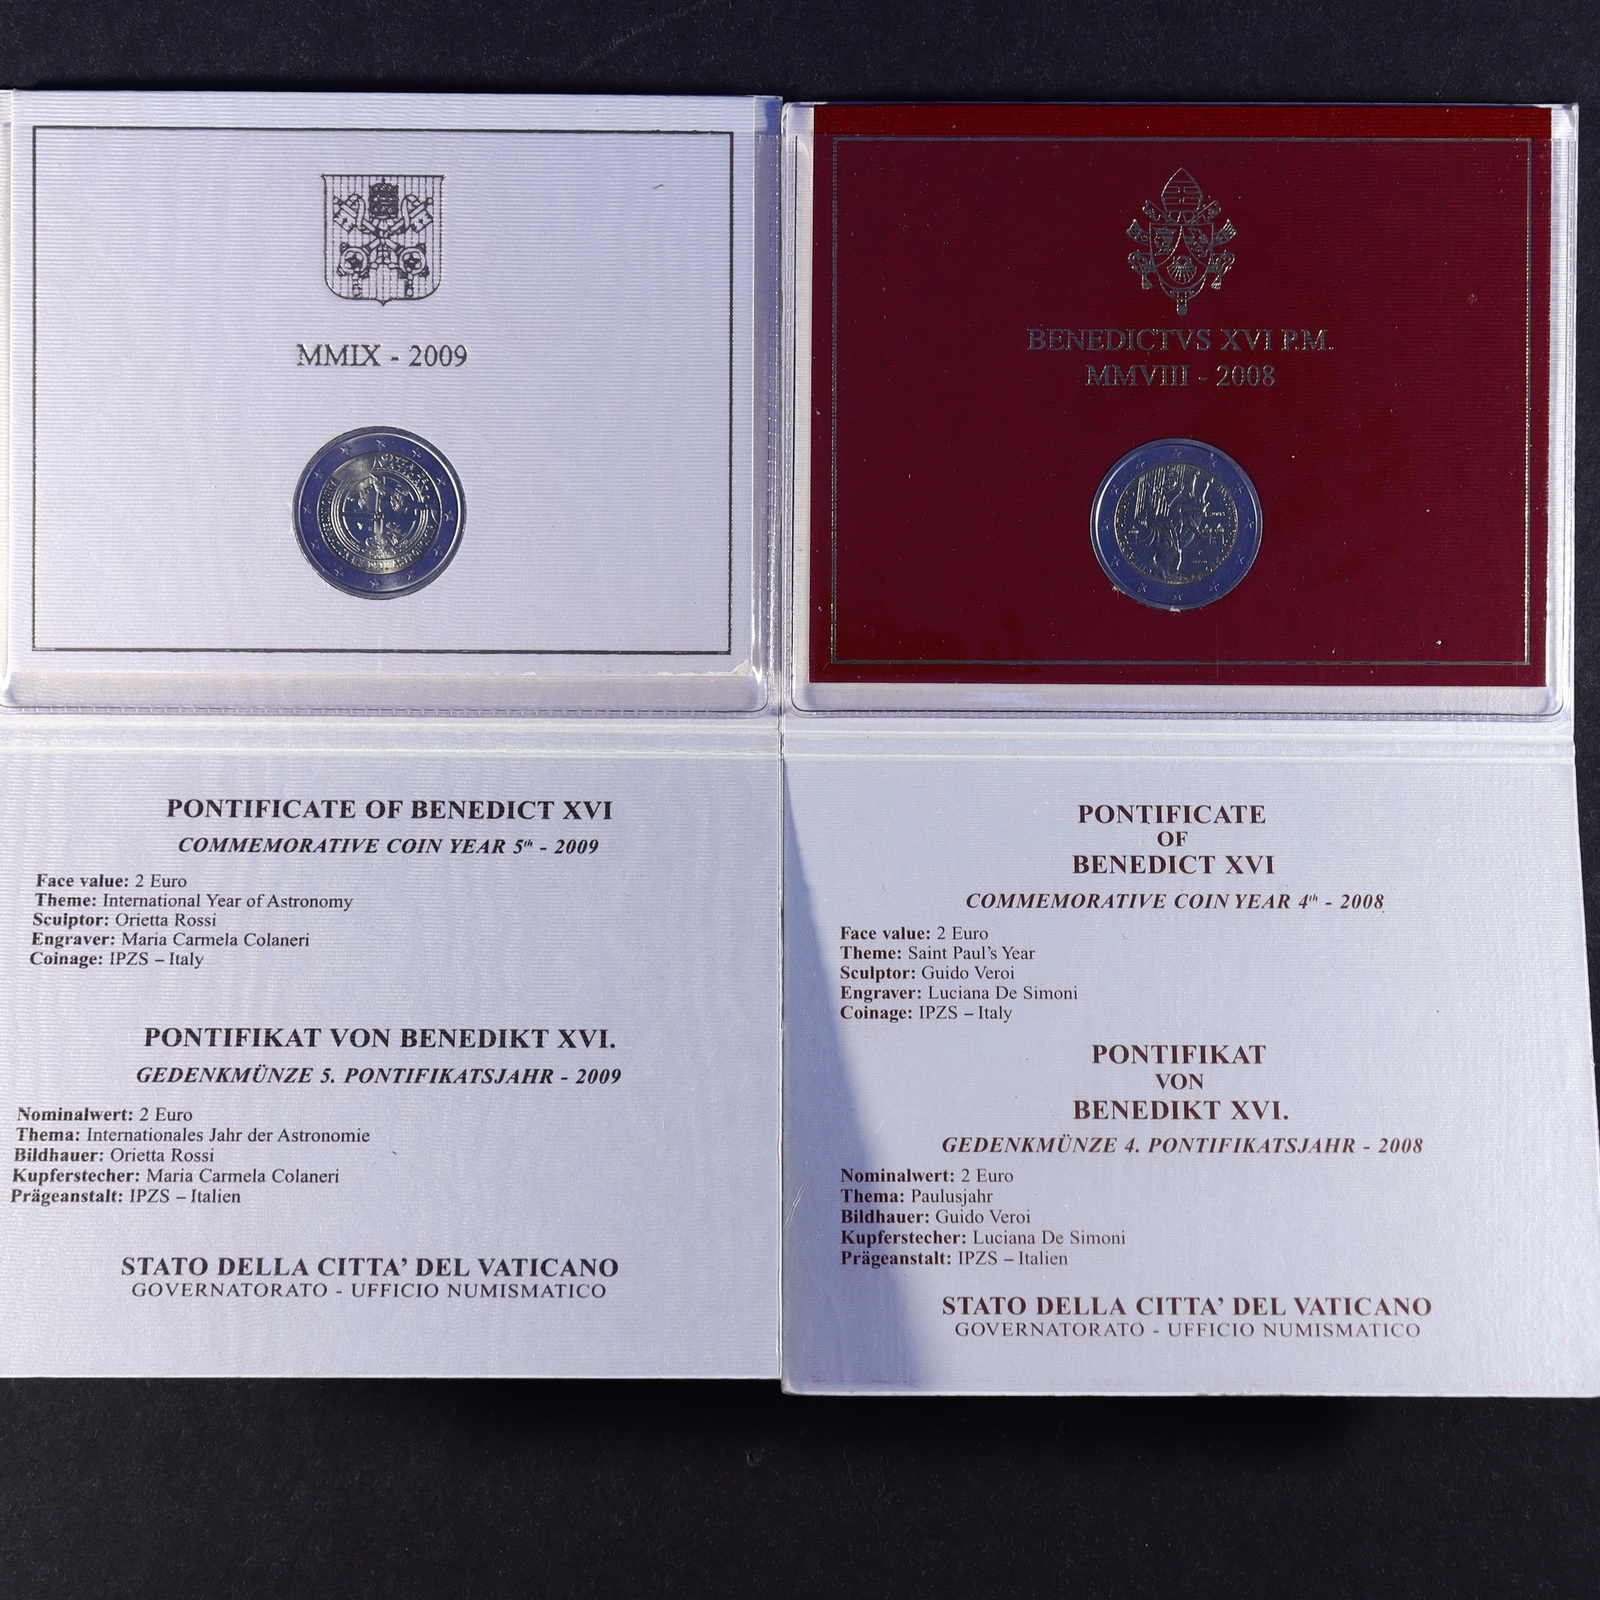 MMIX - 2009
PONTIFICATE OF BENEDICT XVI
COMMEMORATIVE COIN YEAR 5th - 2009
Face value: 2 Euro
Theme: International Year of Astronomy
Sculptor: Orietta Rossi
Engraver: Maria Carmela Colaneri
Coinage: IPZS – Italy
PONTIFIKAT VON BENEDIKT XVI.
GEDENKMÜNZE 5. PONTIFIKATSJAHR - 2009
Nominalwert: 2 Euro
Thema: Internationales Jahr der Astronomie
Bildhauer: Orietta Rossi
Kupferstecher: Maria Carmela Colaneri
Prägeanstalt: IPZS – Italien
STATO DELLA CITTA’ DEL VATICANO
GOVERNATORATO - UFFICIO NUMISMATICO
BENEDICTVS XVI P.M.
MMVIII - 2008
PONTIFICATE
OF
BENEDICT XVI
COMMEMORATIVE COIN YEAR 4th - 2008
Face value: 2 Euro
Theme: Saint Paul’s Year
Sculptor: Guido Veroi
Engraver: Luciana De Simoni
Coinage: IPZS – Italy
PONTIFIKAT
VON
BENEDIKT XVI.
GEDENKMÜNZE 4. PONTIFIKATSJAHR - 2008
Nominalwert: 2 Euro
Thema: Paulusjahr
Bildhauer: Guido Veroi
Kupferstecher: Luciana De Simoni
Prägeanstalt: IPZS – Italien
STATO DELLA CITTA’ DEL VATICANO
GOVERNATORATO - UFFICIO NUMISMATICO